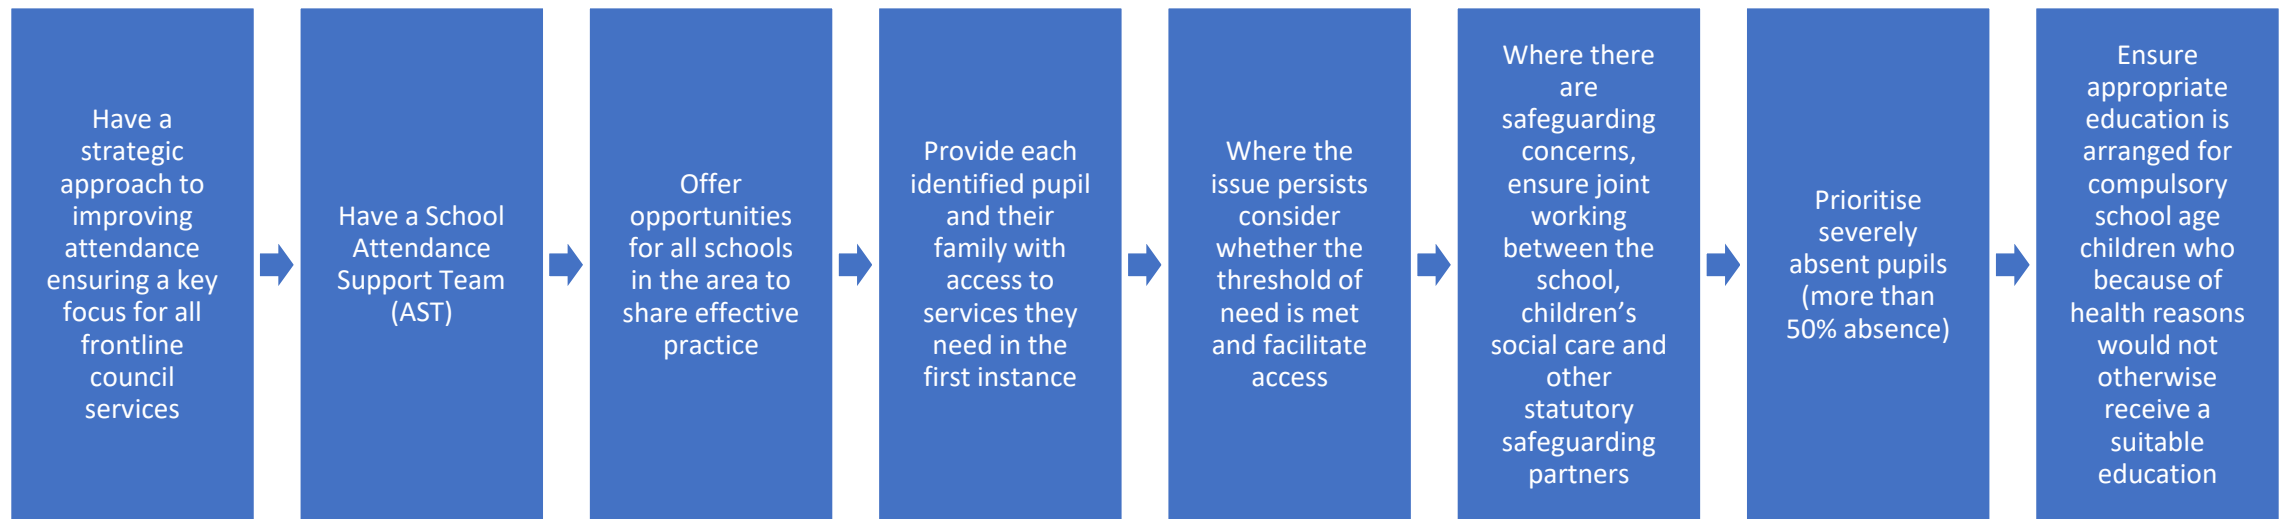 Have a
strategic
approach to
improving
attendance
ensuring a key
focus for all
frontline
council
services
Have a School
Attendance
Support Team
(AST)
Offer
opportunities
for all schools
in the area to
share effective
practice
Provide each
identified pupil
and their
family with
access to
services they
need in the
first instance
Where the
issue persists
consider
whether the
threshold of
need is met
and facilitate
access
Where there
are
safeguarding
concerns,
ensure joint
working
between the
school,
children’s
social care and
other
statutory
safeguarding
partners
Prioritise
severely
absent pupils
(more than
50% absence)
Ensure
appropriate
education is
arranged for
compulsory
school age
children who
because of
health reasons
would not
otherwise
receive a
suitable
education